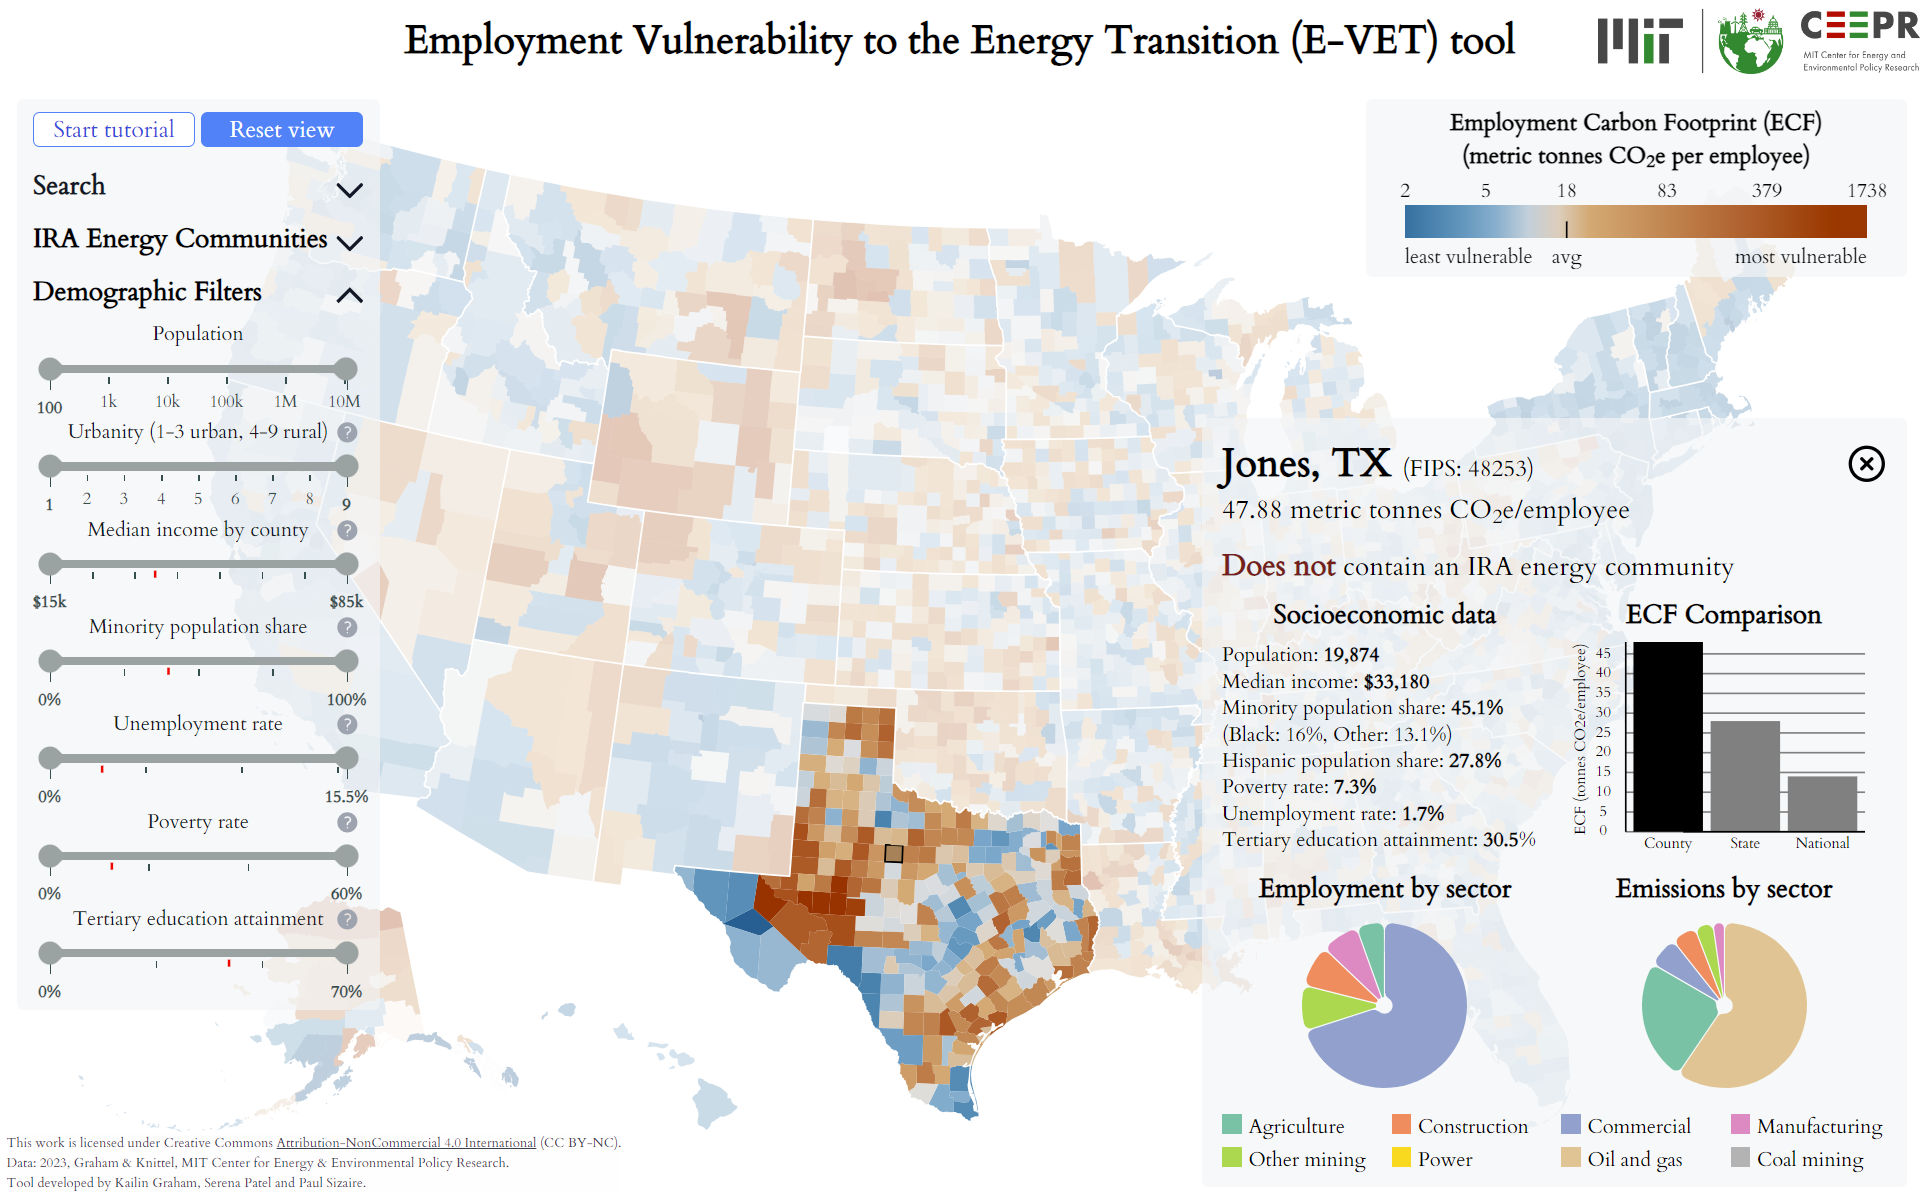 Employment Vulnerability to the Energy Transition (E-VET) tool
MIT
CEEPR
MIT Center for Energy and
Environmental Policy Research
Start tutorial
Reset view
Search
IRA Energy Communities
Demographic Filters
Population
100 1k 10k 100k 1M 10M
Urbanity (1-3 urban, 4-9 rural) ?
1 2 3 4 5 6 7 8 9
Median income by county ?
$15k $85k
Minority population share ?
0% 100%
Unemployment rate ?
0% 15.5%
Poverty rate ?
0% 60%
Tertiary education attainment ?
0% 70%
Employment Carbon Footprint (ECF)
(metric tonnes CO2e per employee)
2 5 18 83 379 1738
least vulnerable avg most vulnerable
Jones, TX (FIPS: 48253)
47.88 metric tonnes CO2e/employee
Does not contain an IRA energy community
Socioeconomic data
Population: 19,874
Median income: $33,180
Minority population share: 45.1%
(Black: 16%, Other: 13.1%)
Hispanic population share: 27.8%
Poverty rate: 7.3%
Unemployment rate: 1.7%
Tertiary education attainment: 30.5%
ECF Comparison
ECF (tonnes CO2e/employee)
45
40
35
30
25
20
15
10
5
0
County State National
Employment by sector
Emissions by sector
Agriculture Construction Commercial Manufacturing
Other mining Power Oil and gas Coal mining
This work is licensed under Creative Commons Attribution-NonCommercial 4.0 International (CC BY-NC).
Data: 2023, Graham & Knittel, MIT Center for Energy & Environmental Policy Research.
Tool developed by Kailin Graham, Serena Patel and Paul Sizaire.